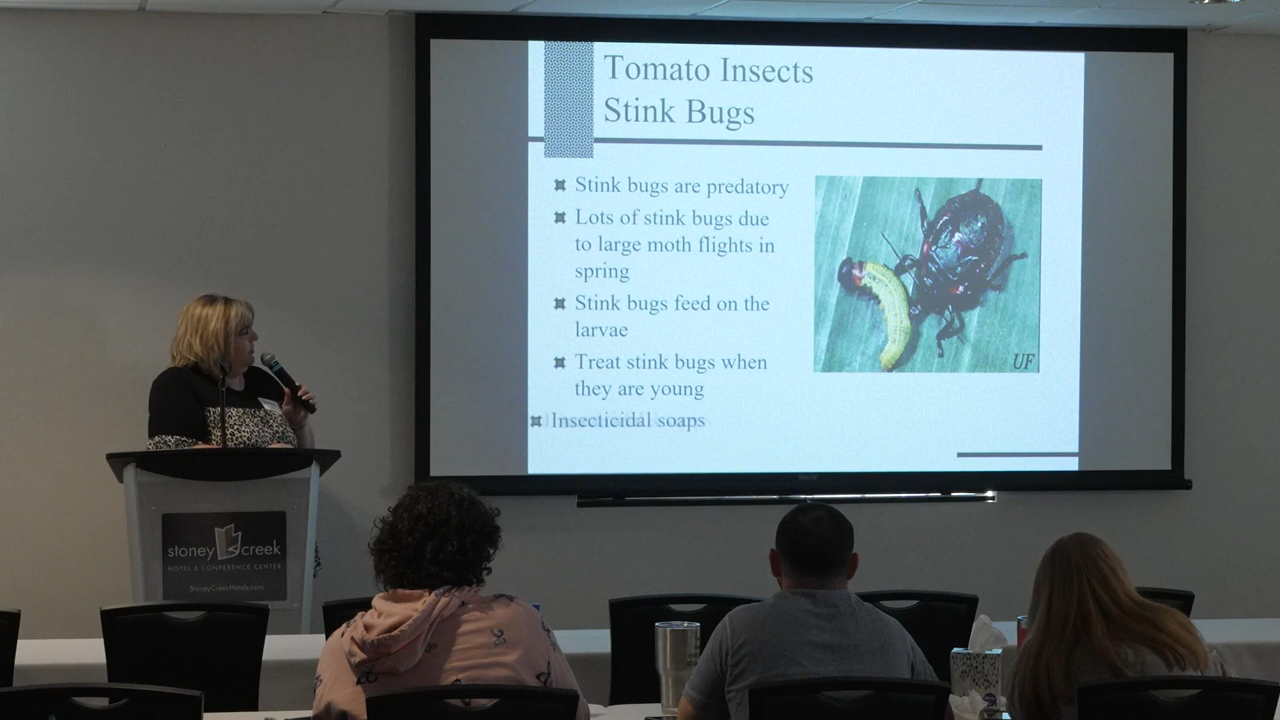 Tomato Insects
Stink Bugs
Stink bugs are predatory
Lots of stink bugs due
to large moth flights in
spring
Stink bugs feed on the
larvae
Treat stink bugs when
they are young
Insecticidal soaps
UF
stoney creek
HOTEL & CONFERENCE CENTER
StoneyCreekHotels.com